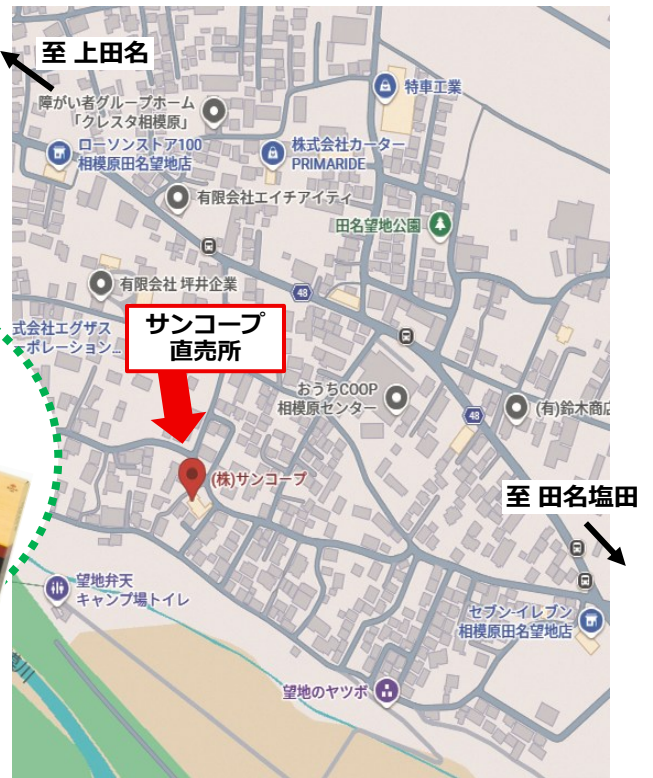 至 上田名
特車工業
障がい者グループホーム
「クレスタ相模原」
ローソンストア100
相模原田名望地店
株式会社カーター
PRIMARIDE
有限会社エイチアイティ
田名望地公園
有限会社 坪井企業
48
式会社エグザス
ーポレーション...
サンコープ
直売所
おうちCOOP
相模原センター
48
(有)鈴木商店
(株)サンコープ
至 田名塩田
望地弁天
キャンプ場トイレ
セブン-イレブン
相模原田名望地店
望地のヤツボ